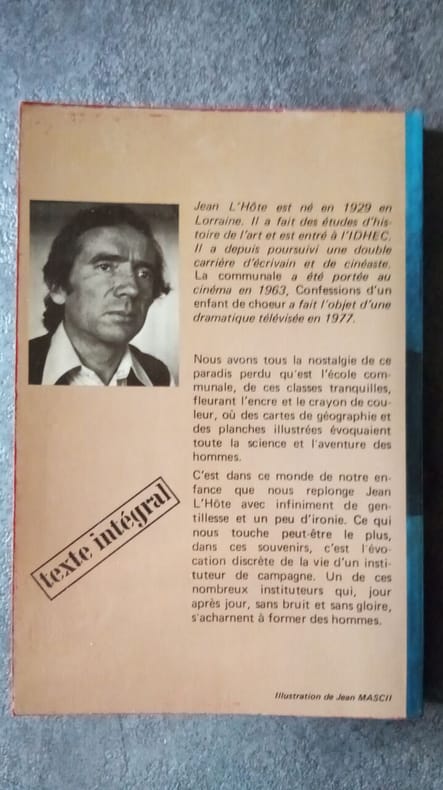 Jean L'Hôte est né en 1929 en
Lorraine. Il a fait des études d'his-
toire de l'art et est entré à l'IDHEC.
Il a depuis poursuivi une double
carrière d'écrivain et de cinéaste.
La communale a été portée au
cinéma en 1963, Confessions d'un
enfant de choeur a fait l'objet d'une
dramatique télévisée en 1977.
Nous avons tous la nostalgie de ce
paradis perdu qu'est l'école com-
munale, de ces classes tranquilles,
fleurant l'encre et le crayon de cou-
leur, où des cartes de géographie et
des planches illustrées évoquaient
toute la science et l'aventure des
hommes.
C'est dans ce monde de notre en-
fance que nous replonge Jean
L'Hôte avec infiniment de gen-
tillesse et un peu d'ironie. Ce qui
nous touche peut-être le plus,
dans ces souvenirs, c'est l'évo-
cation discrète de la vie d'un insti-
tuteur de campagne. Un de ces
nombreux instituteurs qui, jour
après jour, sans bruit et sans gloire,
s'acharnent à former des hommes.
texte intégral
Illustration de Jean MASCII